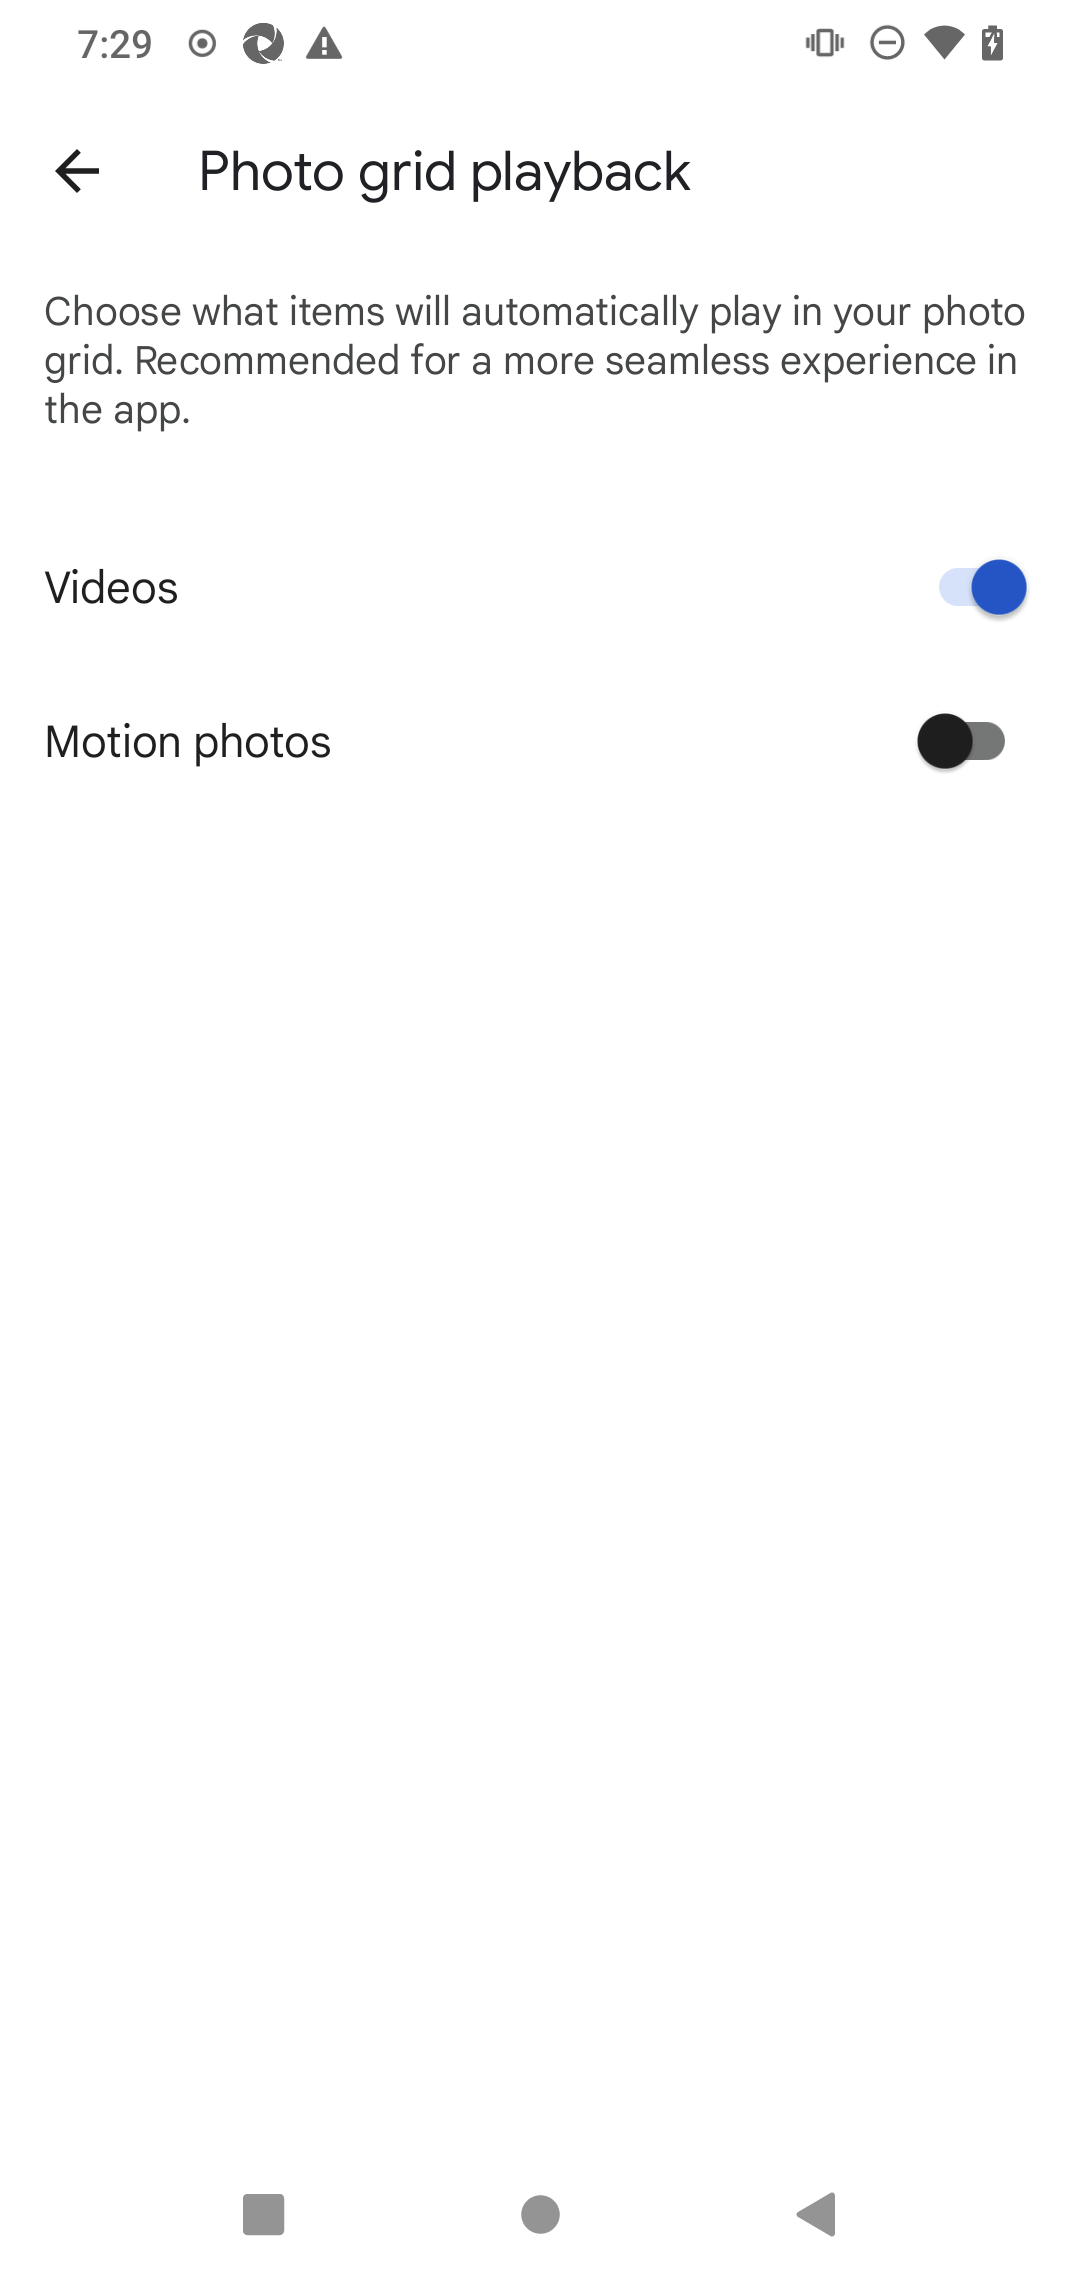 7:29
Photo grid playback
Choose what items will automatically play in your photo
grid. Recommended for a more seamless experience in
the app.
Videos
Motion photos